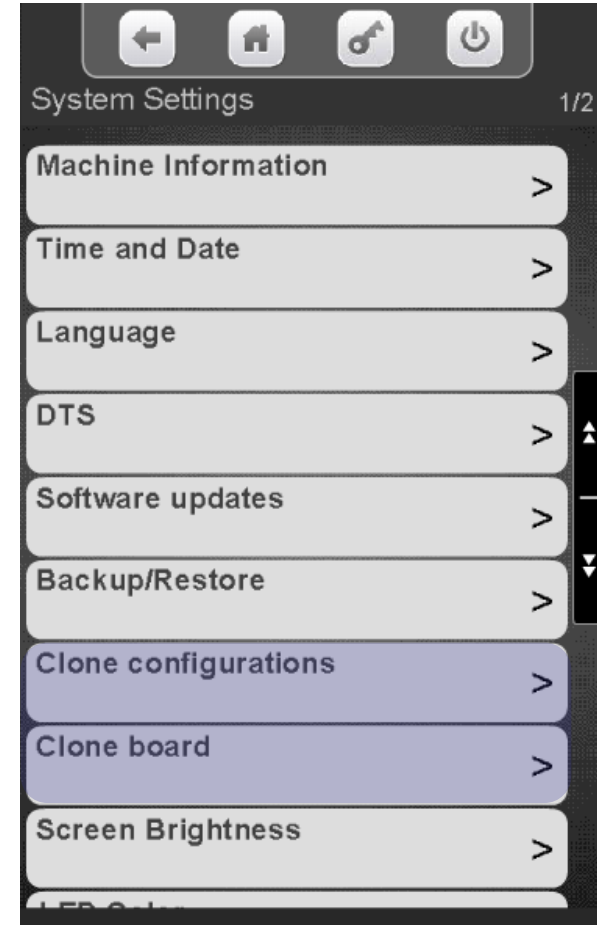 System Settings
1/2
Machine Information
>
Time and Date
>
Language
>
DTS
>
Software updates
>
Backup/Restore
>
Clone configurations
>
Clone board
>
Screen Brightness
>